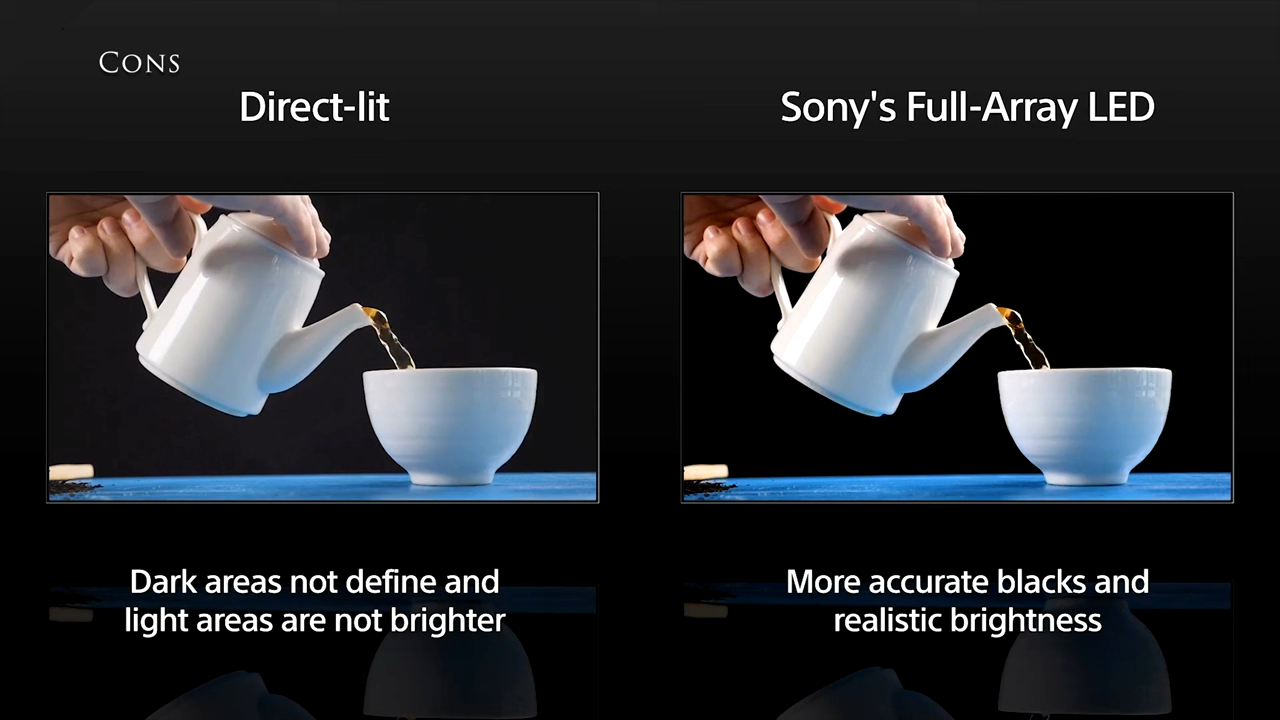 Cons
Direct-lit
Sony's Full-Array LED
Dark areas not define and
light areas are not brighter
More accurate blacks and
realistic brightness